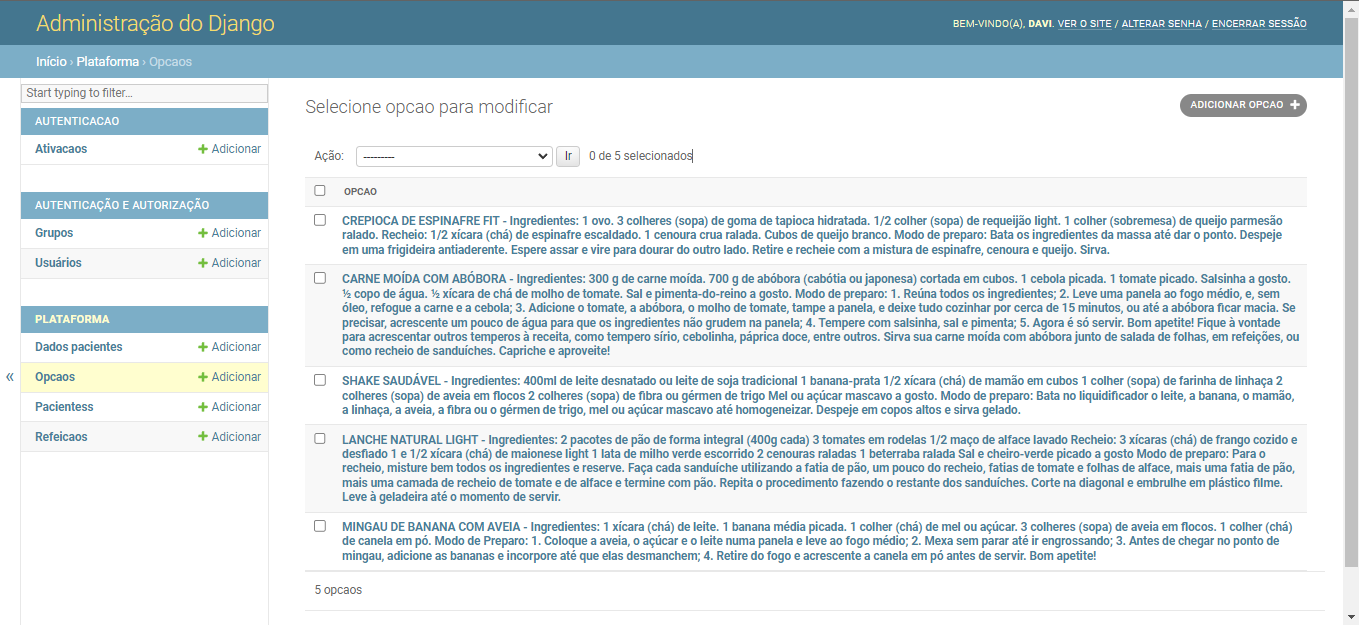 Administração do Django
BEM-VINDO(A), DAVI. VER O SITE / ALTERAR SENHA / ENCERRAR SESSÃO
Início › Plataforma › Opcaos
Start typing to filter...
AUTENTICACAO
Ativacaos + Adicionar
AUTENTICAÇÃO E AUTORIZAÇÃO
Grupos + Adicionar
Usuários + Adicionar
PLATAFORMA
Dados pacientes + Adicionar
«
Opcaos + Adicionar
Pacientess + Adicionar
Refeicaos + Adicionar
Selecione opcao para modificar
ADICIONAR OPCAO +
Ação: --------- Ir 0 de 5 selecionados
OPCAO
CREPIOCA DE ESPINAFRE FIT - Ingredientes: 1 ovo. 3 colheres (sopa) de goma de tapioca hidratada. 1/2 colher (sopa) de requeijão light. 1 colher (sobremesa) de queijo parmesão
ralado. Recheio: 1/2 xícara (chá) de espinafre escaldado. 1 cenoura crua ralada. Cubos de queijo branco. Modo de preparo: Bata os ingredientes da massa até dar o ponto. Despeje
em uma frigideira antiaderente. Espere assar e vire para dourar do outro lado. Retire e recheie com a mistura de espinafre, cenoura e queijo. Sirva.
CARNE MOÍDA COM ABÓBORA - Ingredientes: 300 g de carne moída. 700 g de abóbora (cabótia ou japonesa) cortada em cubos. 1 cebola picada. 1 tomate picado. Salsinha a gosto.
½ copo de água. ½ xícara de chá de molho de tomate. Sal e pimenta-do-reino a gosto. Modo de preparo: 1. Reúna todos os ingredientes; 2. Leve uma panela ao fogo médio, e, sem
óleo, refogue a carne e a cebola; 3. Adicione o tomate, a abóbora, o molho de tomate, tampe a panela, e deixe tudo cozinhar por cerca de 15 minutos, ou até a abóbora ficar macia. Se
precisar, acrescente um pouco de água para que os ingredientes não grudem na panela; 4. Tempere com salsinha, sal e pimenta; 5. Agora é só servir. Bom apetite! Fique à vontade
para acrescentar outros temperos à receita, como tempero sírio, cebolinha, páprica doce, entre outros. Sirva sua carne moída com abóbora junto de salada de folhas, em refeições, ou
como recheio de sanduíches. Capriche e aproveite!
SHAKE SAUDÁVEL - Ingredientes: 400ml de leite desnatado ou leite de soja tradicional 1 banana-prata 1/2 xícara (chá) de mamão em cubos 1 colher (sopa) de farinha de linhaça 2
colheres (sopa) de aveia em flocos 2 colheres (sopa) de fibra ou gérmen de trigo Mel ou açúcar mascavo a gosto. Modo de preparo: Bata no liquidificador o leite, a banana, o mamão,
a linhaça, a aveia, a fibra ou o gérmen de trigo, mel ou açúcar mascavo até homogeneizar. Despeje em copos altos e sirva gelado.
LANCHE NATURAL LIGHT - Ingredientes: 2 pacotes de pão de forma integral (400g cada) 3 tomates em rodelas 1/2 maço de alface lavado Recheio: 3 xícaras (chá) de frango cozido e
desfiado 1 e 1/2 xícara (chá) de maionese light 1 lata de milho verde escorrido 2 cenouras raladas 1 beterraba ralada Sal e cheiro-verde picado a gosto Modo de preparo: Para o
recheio, misture bem todos os ingredientes e reserve. Faça cada sanduíche utilizando a fatia de pão, um pouco do recheio, fatias de tomate e folhas de alface, mais uma fatia de pão,
mais uma camada de recheio de tomate e de alface e termine com pão. Repita o procedimento fazendo o restante dos sanduíches. Corte na diagonal e embrulhe em plástico filme.
Leve à geladeira até o momento de servir.
MINGAU DE BANANA COM AVEIA - Ingredientes: 1 xícara (chá) de leite. 1 banana média picada. 1 colher (chá) de mel ou açúcar. 3 colheres (sopa) de aveia em flocos. 1 colher (chá)
de canela em pó. Modo de Preparo: 1. Coloque a aveia, o açúcar e o leite numa panela e leve ao fogo médio; 2. Mexa sem parar até ir engrossando; 3. Antes de chegar no ponto de
mingau, adicione as bananas e incorpore até que elas desmanchem; 4. Retire do fogo e acrescente a canela em pó antes de servir. Bom apetite!
5 opcaos